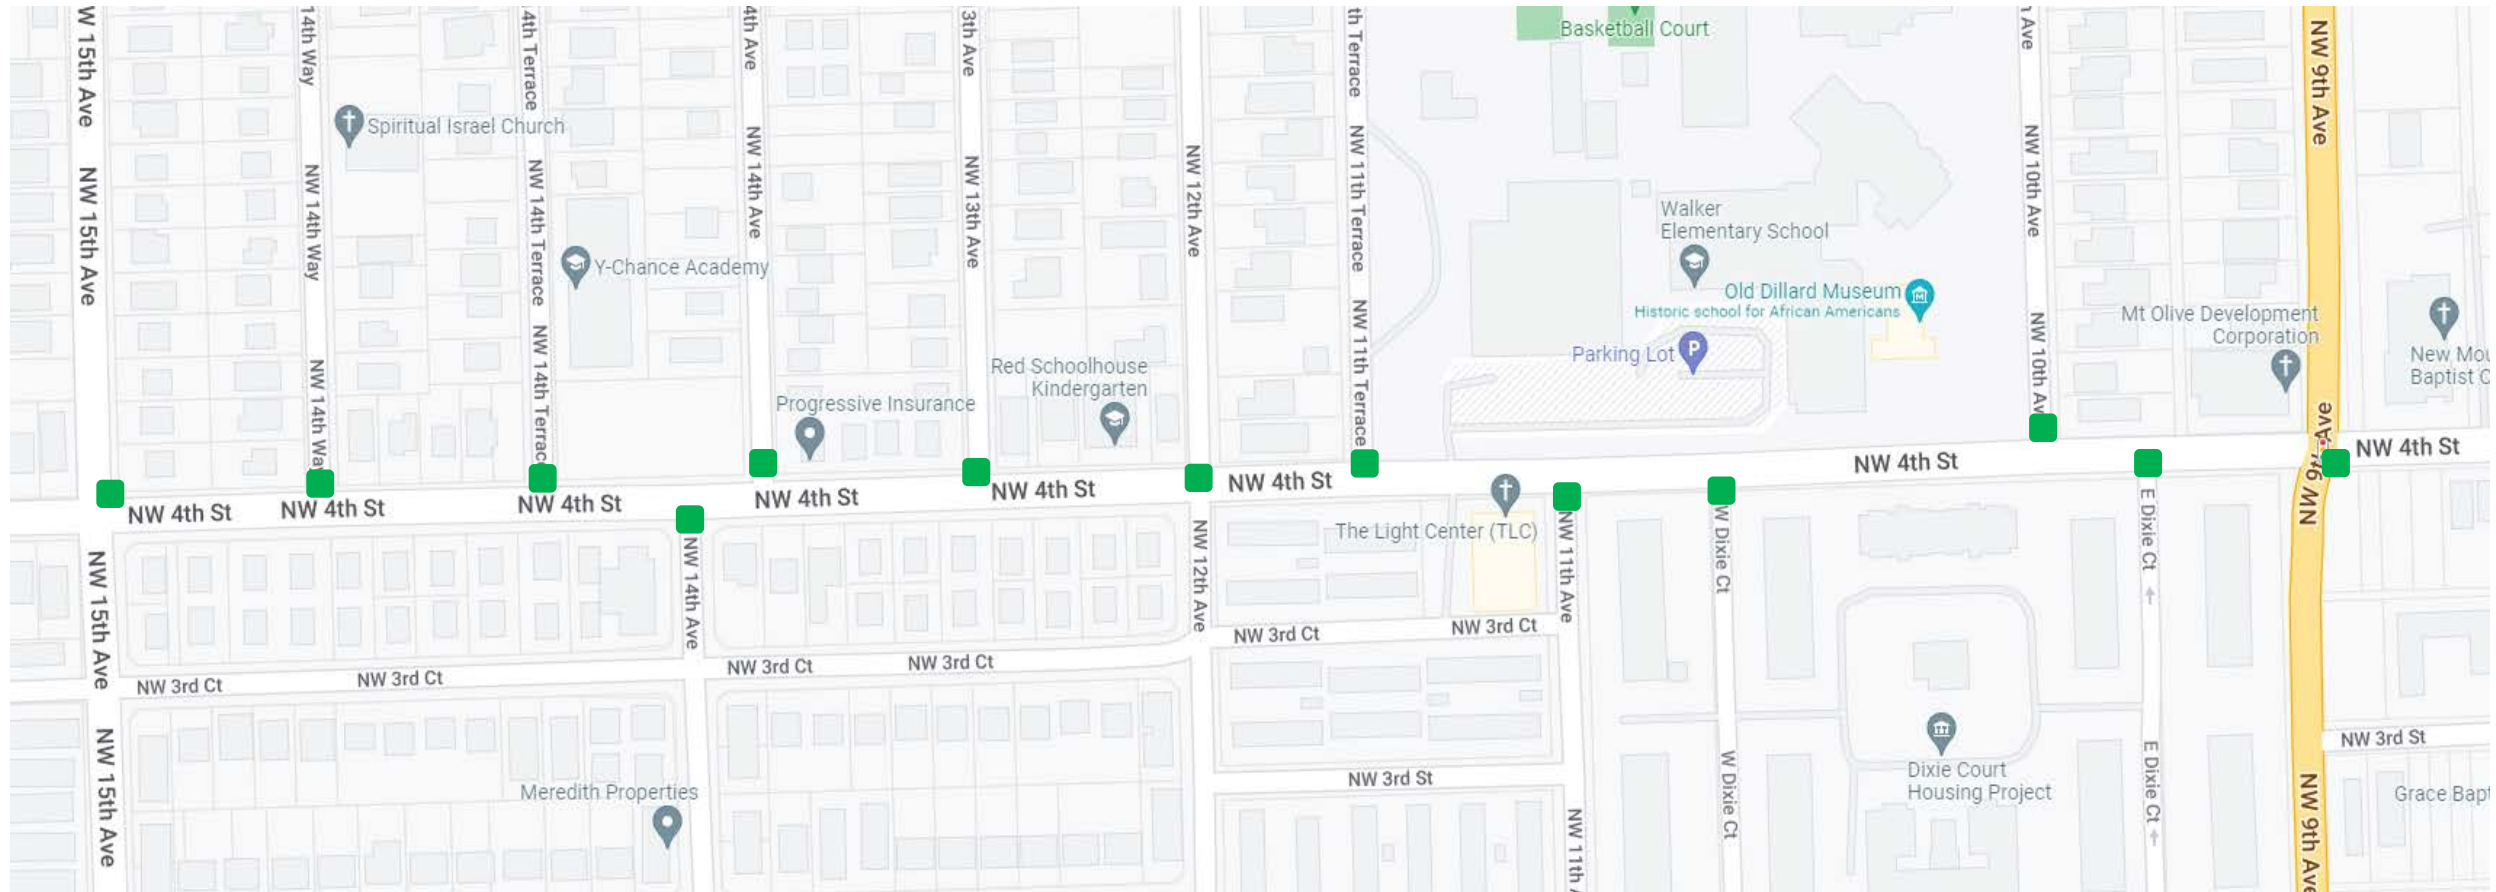 W 15th Ave
14th Way
4th Terrace
4th Ave
3th Ave
th Terrace
Basketball Court
Ave
NW 9th Ave
Spiritual Israel Church
NW 15th Ave
NW 14th Way
NW 14th Terrace
NW 14th Ave
NW 13th Ave
NW 12th Ave
NW 11th Terrace
NW 10th Ave
Walker
Elementary School
Y-Chance Academy
Old Dillard Museum
Historic school for African Americans
Mt Olive Development
Corporation
Parking Lot
P
New Mou
Baptist C
NW 14th Way
NW 14th Terrac
Red Schoolhouse
Kindergarten
NW 11th Terrace
NW 10th Av
Progressive Insurance
NW 9th Ave
NW 4th St
NW 4th St
NW 4th St
NW 4th St
NW 4th St
NW 4th St
NW 4th St
NW 4th St
The Light Center (TLC)
NW 15th Ave
NW 14th Ave
NW 12th Ave
NW 11th Ave
W Dixie Ct
E Dixie Ct
NW 3rd Ct
NW 3rd Ct
NW 3rd Ct
NW 3rd Ct
NW 3rd Ct
NW 3rd Ct
NW 15th Ave
Meredith Properties
NW 3rd St
NW 3rd St
NW 11th A
W Dixie Ct
Dixie Court
Housing Project
E Dixie Ct
NW 9th Ave
Grace Bapt